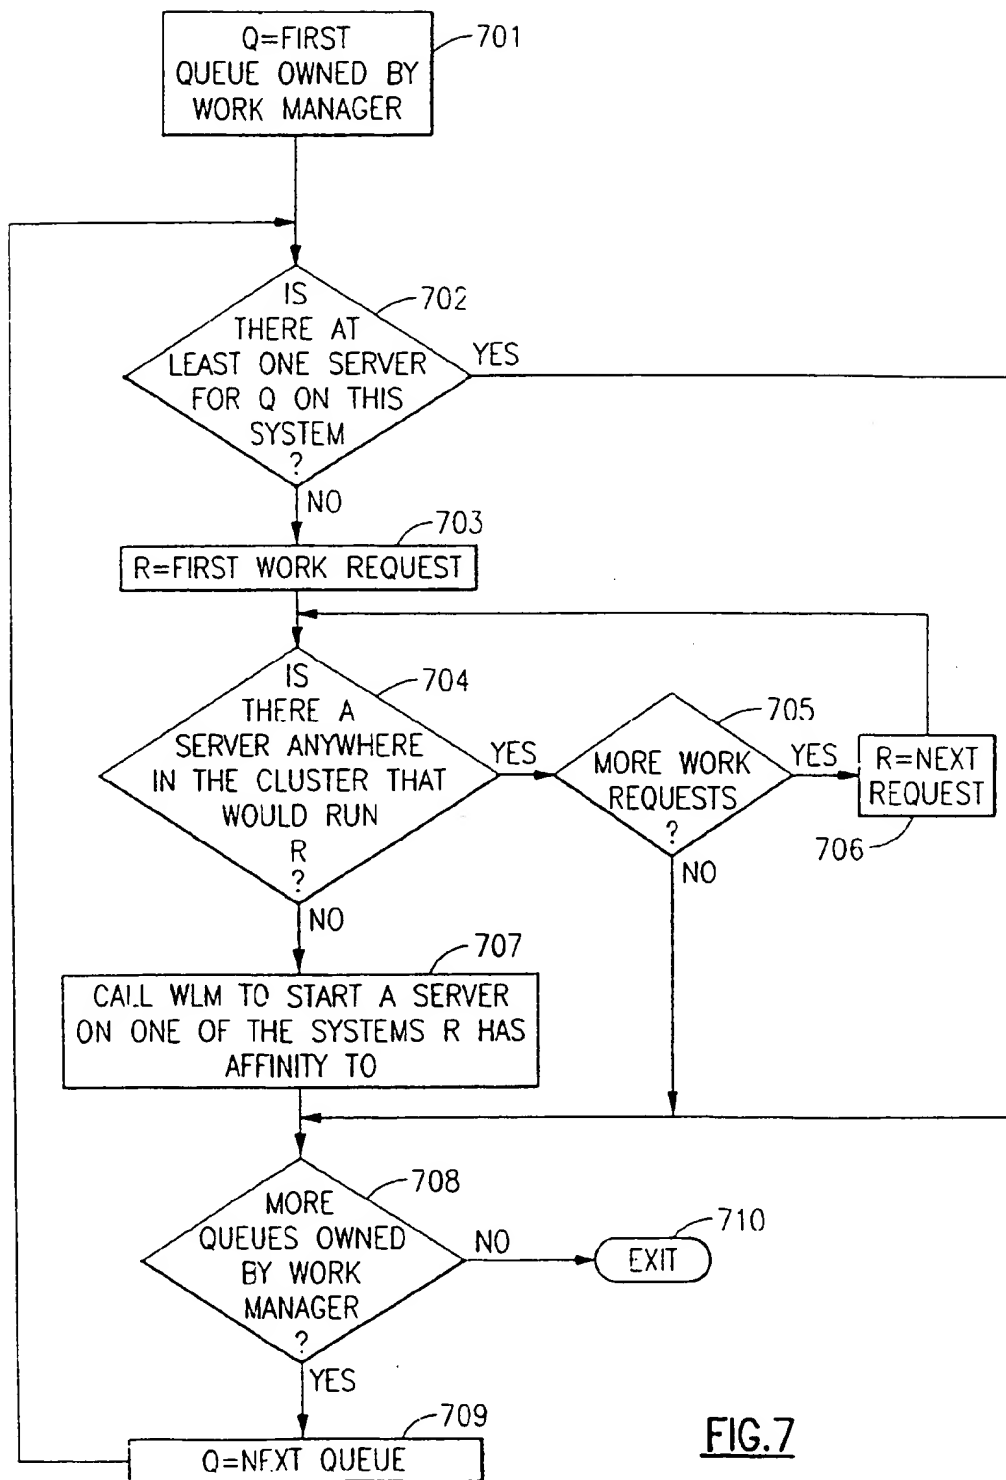 Q=FIRST
QUEUE OWNED BY
WORK MANAGER
701
IS
THERE AT
LEAST ONE SERVER
FOR Q ON THIS
SYSTEM
?
702
YES
NO
703
R=FIRST WORK REQUEST
IS
THERE A
SERVER ANYWHERE
IN THE CLUSTER THAT
WOULD RUN
R
?
704
YES
NO
MORE WORK
REQUESTS
?
705
YES
NO
R=NEXT
REQUEST
706
707
CALL WLM TO START A SERVER
ON ONE OF THE SYSTEMS R HAS
AFFINITY TO
MORE
QUEUES OWNED
BY WORK
MANAGER
?
708
NO
710
EXIT
YES
709
Q=NEXT QUEUE
FIG.7